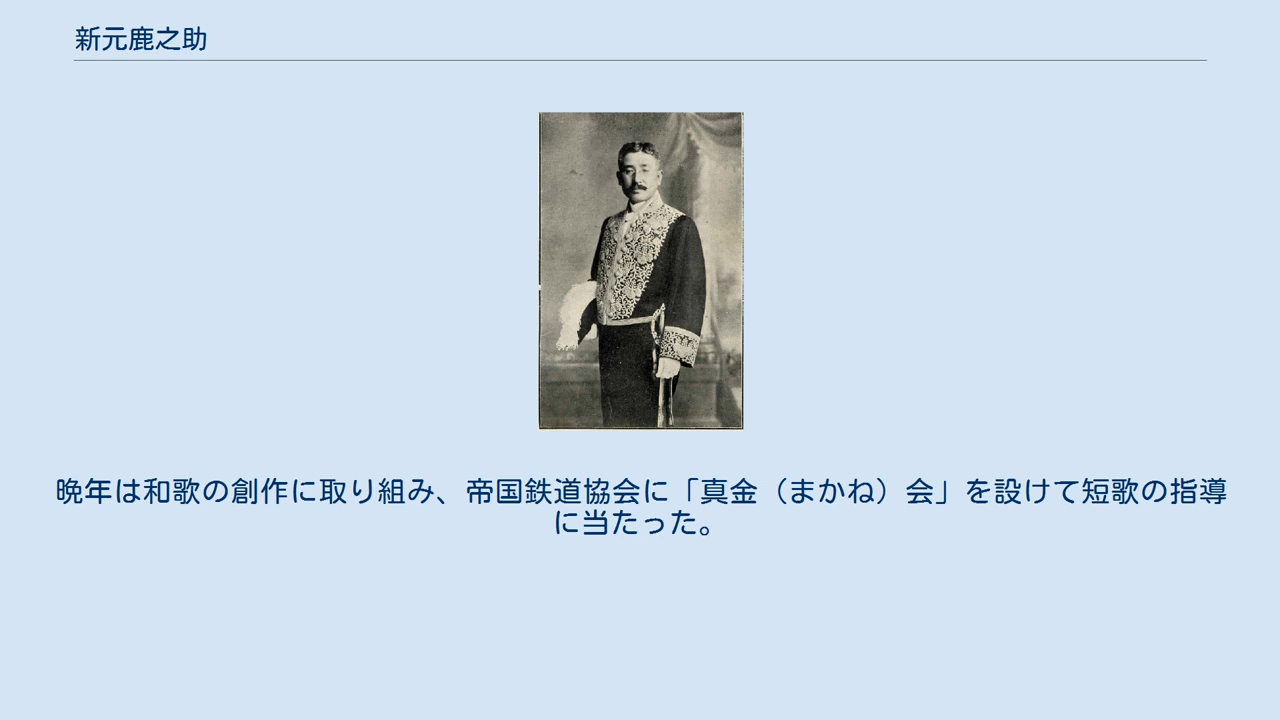 新元鹿之助
晩年は和歌の創作に取り組み、帝国鉄道協会に「真金（まかね）会」を設けて短歌の指導
に当たった。